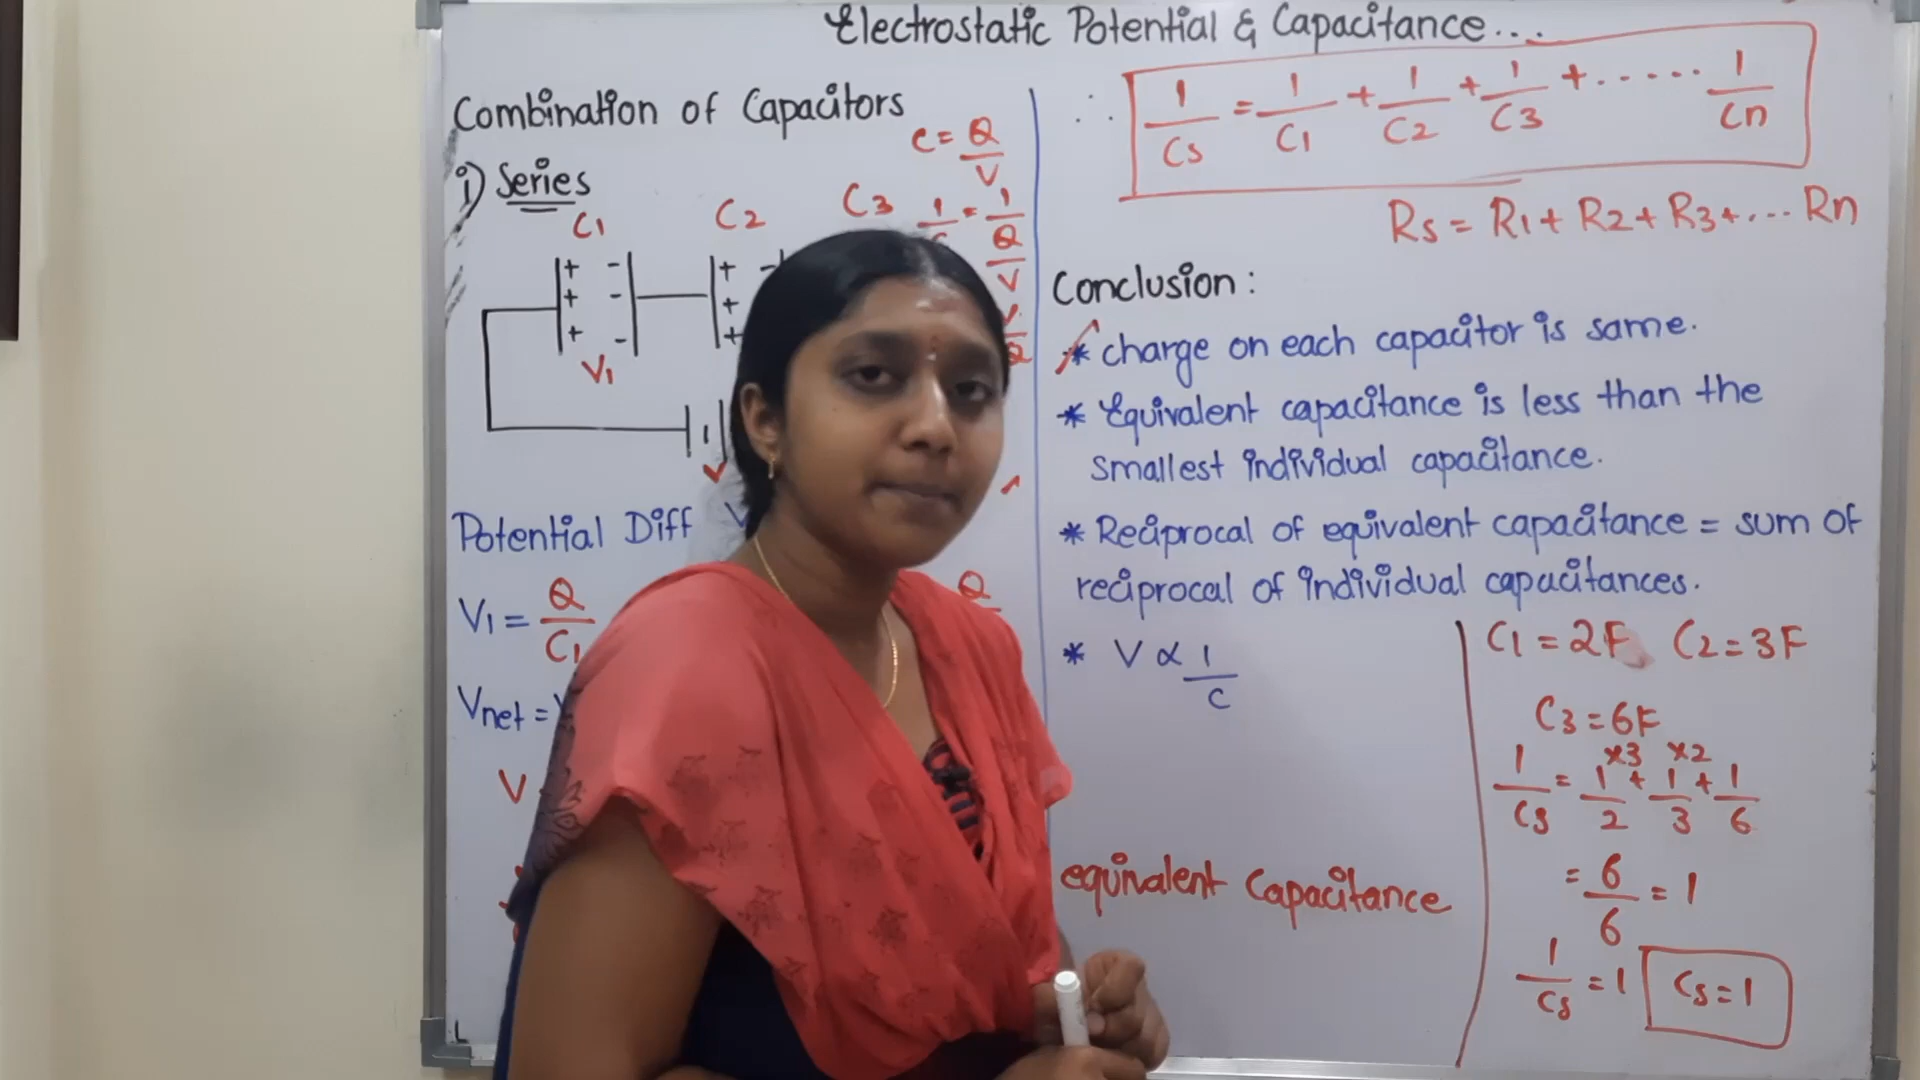 Electrostatic Potential & Capacitance...
Combination of Capacitors
C = Q/V
i) Series
C1 C2 C3
+ - +
+ - +
+ - +
V1
V
Potential Diff
V1 = Q/C1
Q
Vnet =
V
∴ 1/Cs = 1/C1 + 1/C2 + 1/C3 + ..... 1/Cn
Rs = R1 + R2 + R3 + ... Rn
Conclusion :
* charge on each capacitor is same.
* Equivalent capacitance is less than the
smallest individual capacitance.
* Reciprocal of equivalent capacitance = sum of
reciprocal of individual capacitances.
* V ∝ 1/C
equivalent Capacitance
C1 = 2F C2 = 3F
C3 = 6F
×3 ×2
1/Cs = 1/2 + 1/3 + 1/6
= 6/6 = 1
1/Cs = 1 Cs = 1